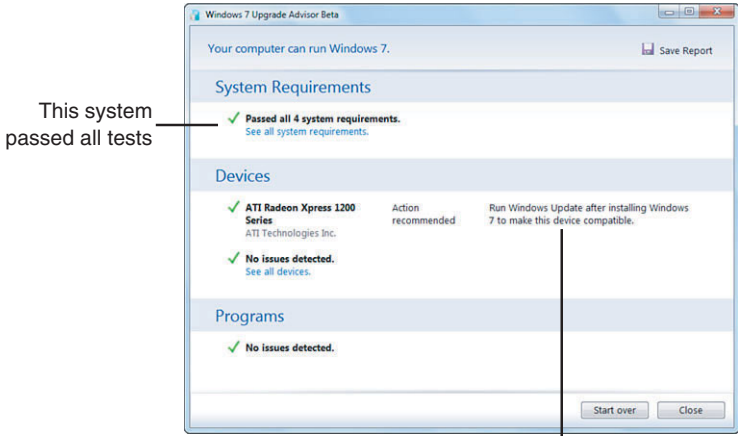 Windows 7 Upgrade Advisor Beta
Your computer can run Windows 7.
Save Report
System Requirements
This system
passed all tests
Passed all 4 system requirements.
See all system requirements.
Devices
ATI Radeon Xpress 1200
Series
ATI Technologies Inc.
Action
recommended
Run Windows Update after installing Windows
7 to make this device compatible.
No issues detected.
See all devices.
Programs
No issues detected.
Start over
Close